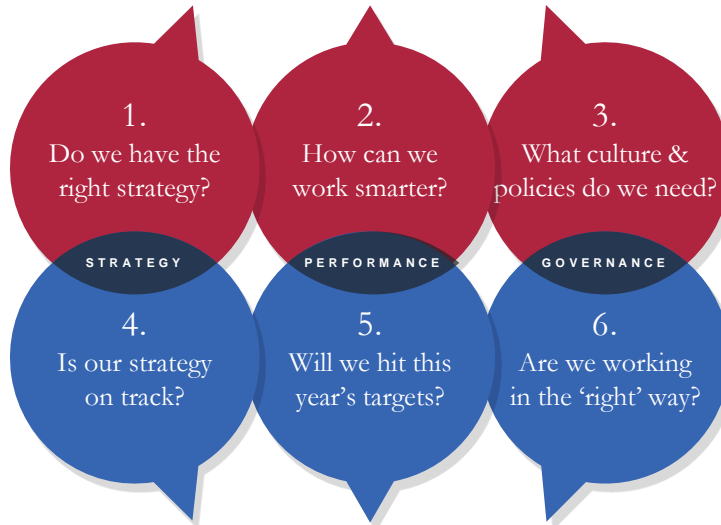 1.
Do we have the
right strategy?
2.
How can we
work smarter?
3.
What culture &
policies do we need?
STRATEGY
PERFORMANCE
GOVERNANCE
4.
Is our strategy
on track?
5.
Will we hit this
year’s targets?
6.
Are we working
in the ‘right’ way?